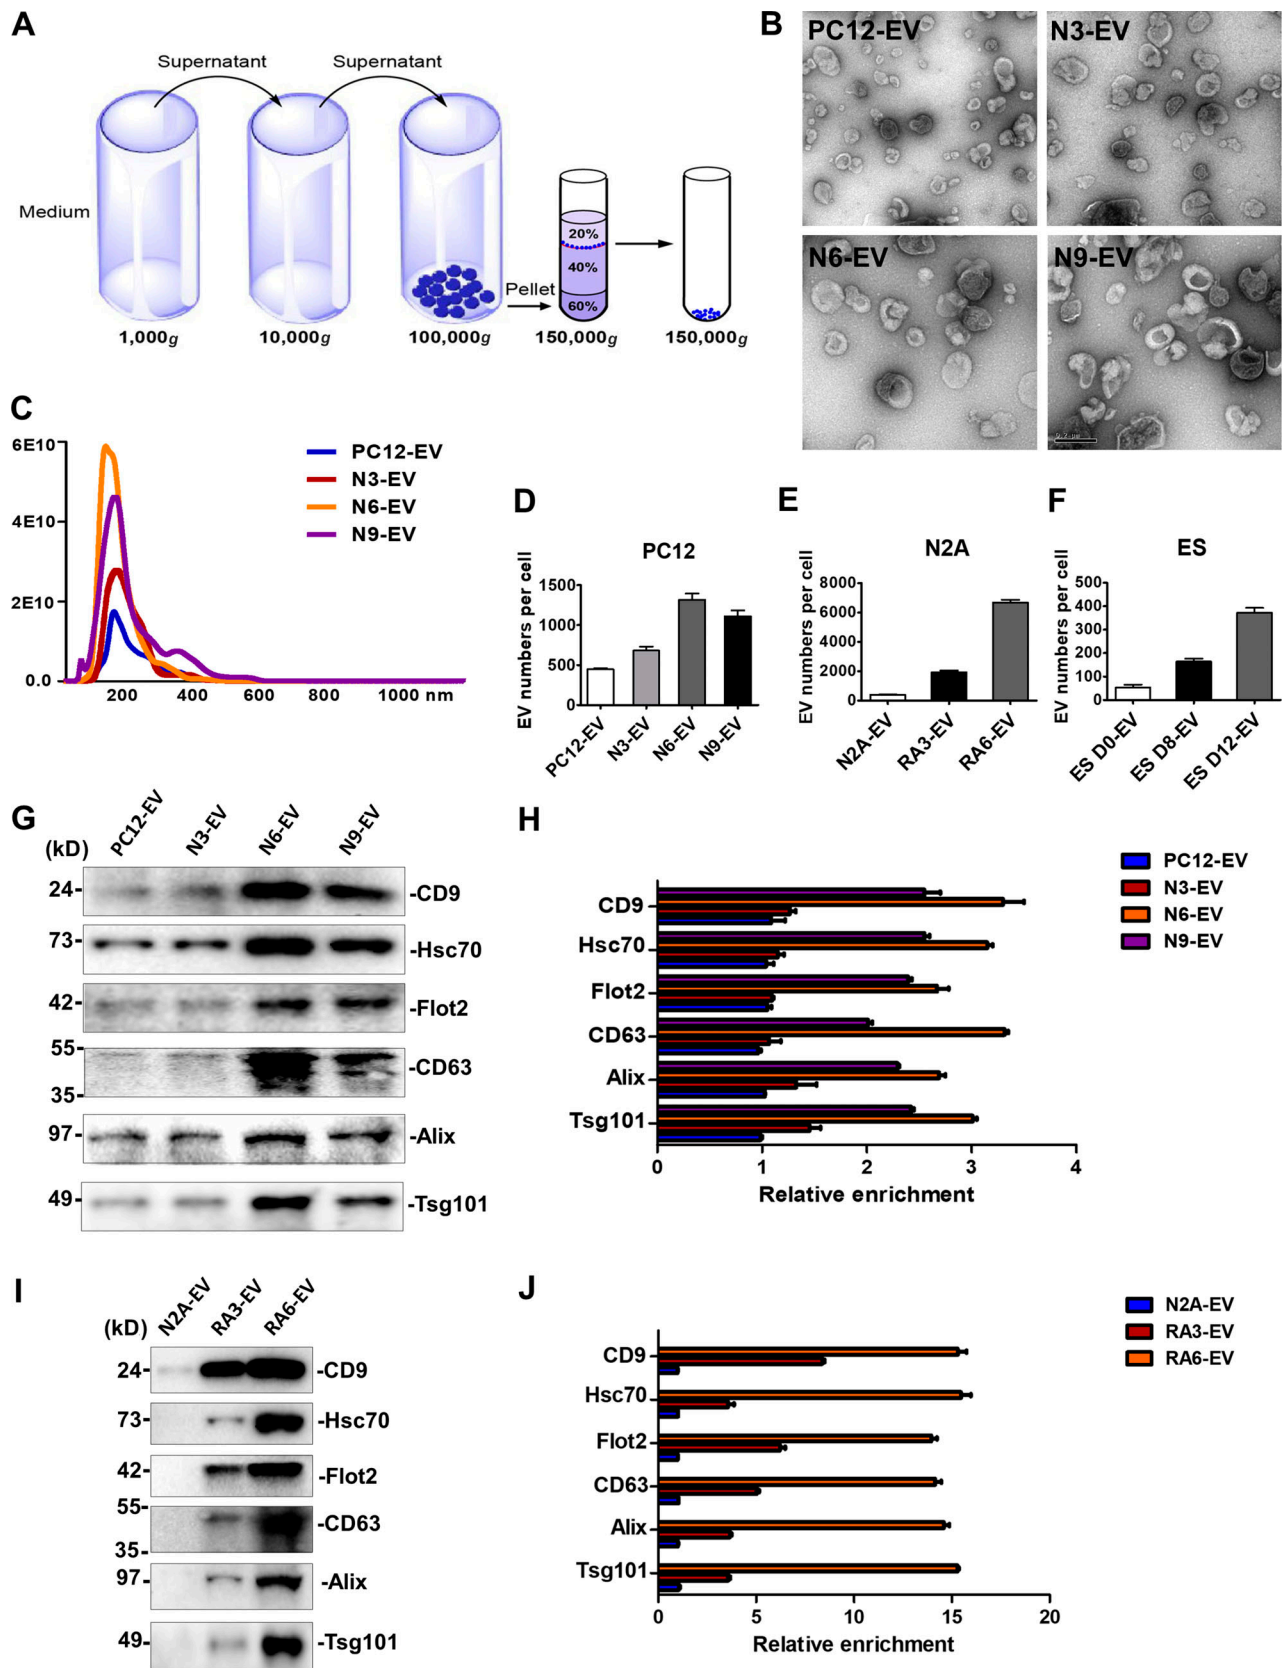 A
Supernatant Supernatant
Medium
20%
40%
60%
Pellet
1,000g 10,000g 100,000g 150,000g 150,000g
B
PC12-EV N3-EV
N6-EV N9-EV
0.2 µm
C
6E10
4E10
2E10
0.0
200 400 600 800 1000 nm
PC12-EV
N3-EV
N6-EV
N9-EV
D
PC12
EV numbers per cell
1500
1000
500
0
PC12-EV N3-EV N6-EV N9-EV
E
N2A
EV numbers per cell
8000
6000
4000
2000
0
N2A-EV RA3-EV RA6-EV
F
ES
EV numbers per cell
500
400
300
200
100
0
ES D0-EV ES D8-EV ES D12-EV
G
PC12-EV N3-EV N6-EV N9-EV
(kD)
24- -CD9
73- -Hsc70
42- -Flot2
55-
-CD63
35-
97- -Alix
49- -Tsg101
H
CD9
Hsc70
Flot2
CD63
Alix
Tsg101
0 1 2 3 4
Relative enrichment
PC12-EV
N3-EV
N6-EV
N9-EV
I
N2A-EV RA3-EV RA6-EV
(kD)
24- -CD9
73- -Hsc70
42- -Flot2
55-
-CD63
35-
97- -Alix
49- -Tsg101
J
CD9
Hsc70
Flot2
CD63
Alix
Tsg101
0 5 10 15 20
Relative enrichment
N2A-EV
RA3-EV
RA6-EV